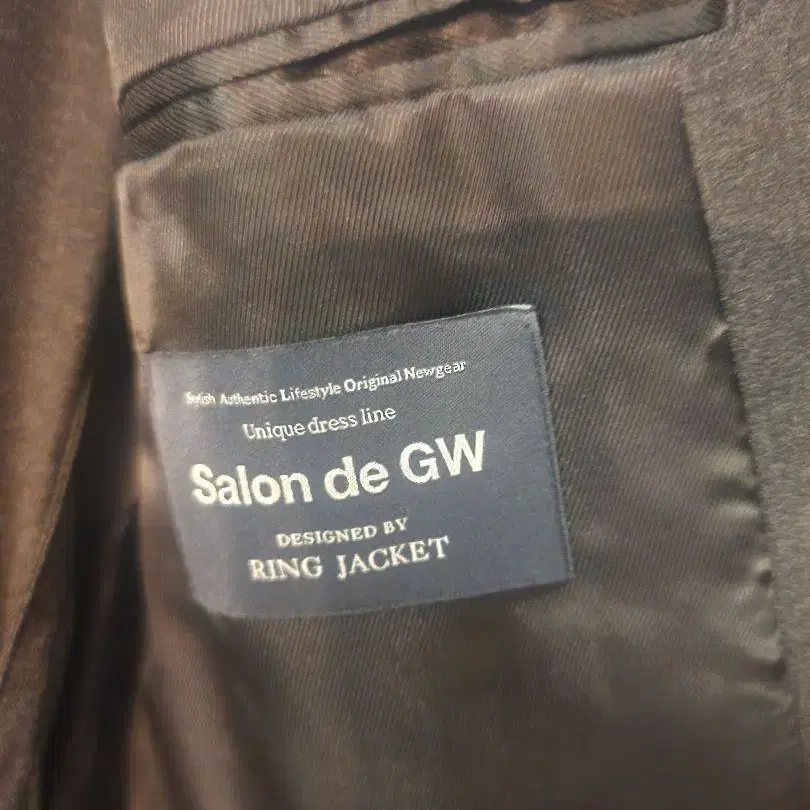 Stylish Authentic Lifestyle Original Newgear
Unique dress line
Salon de GW
DESIGNED BY
RING JACKET